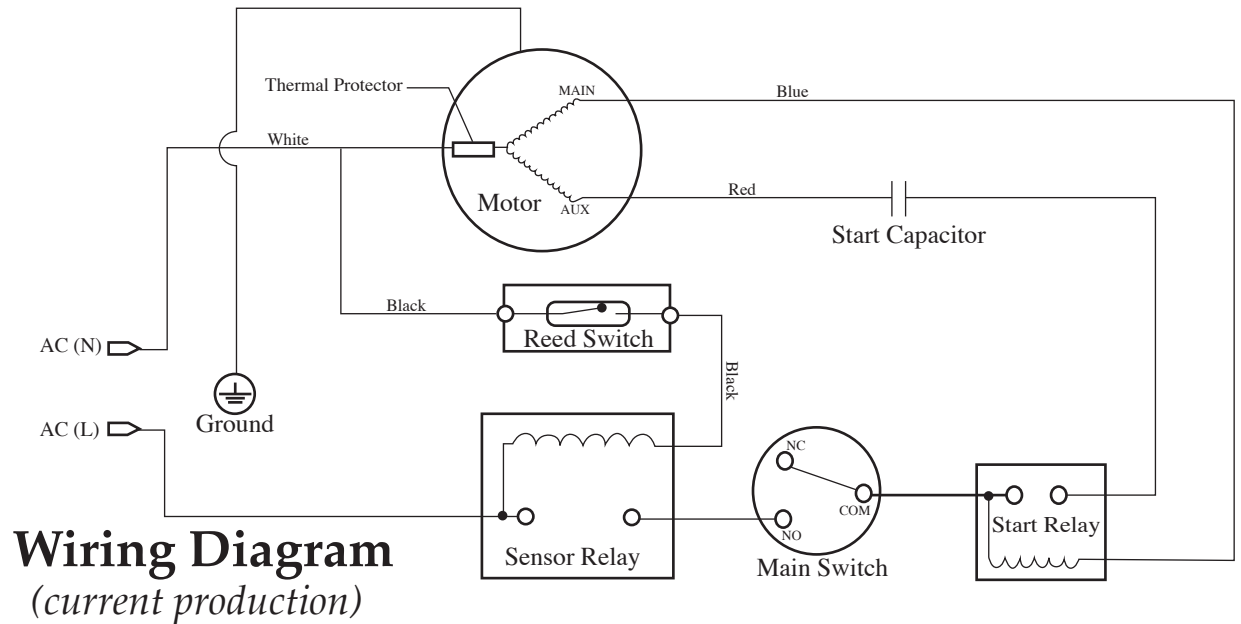 Thermal Protector
MAIN
Blue
White
Red
Motor
AUX
Start Capacitor
Black
Reed Switch
AC (N)
Black
Ground
AC (L)
NC
COM
NO
Start Relay
Sensor Relay
Main Switch
Wiring Diagram
(current production)